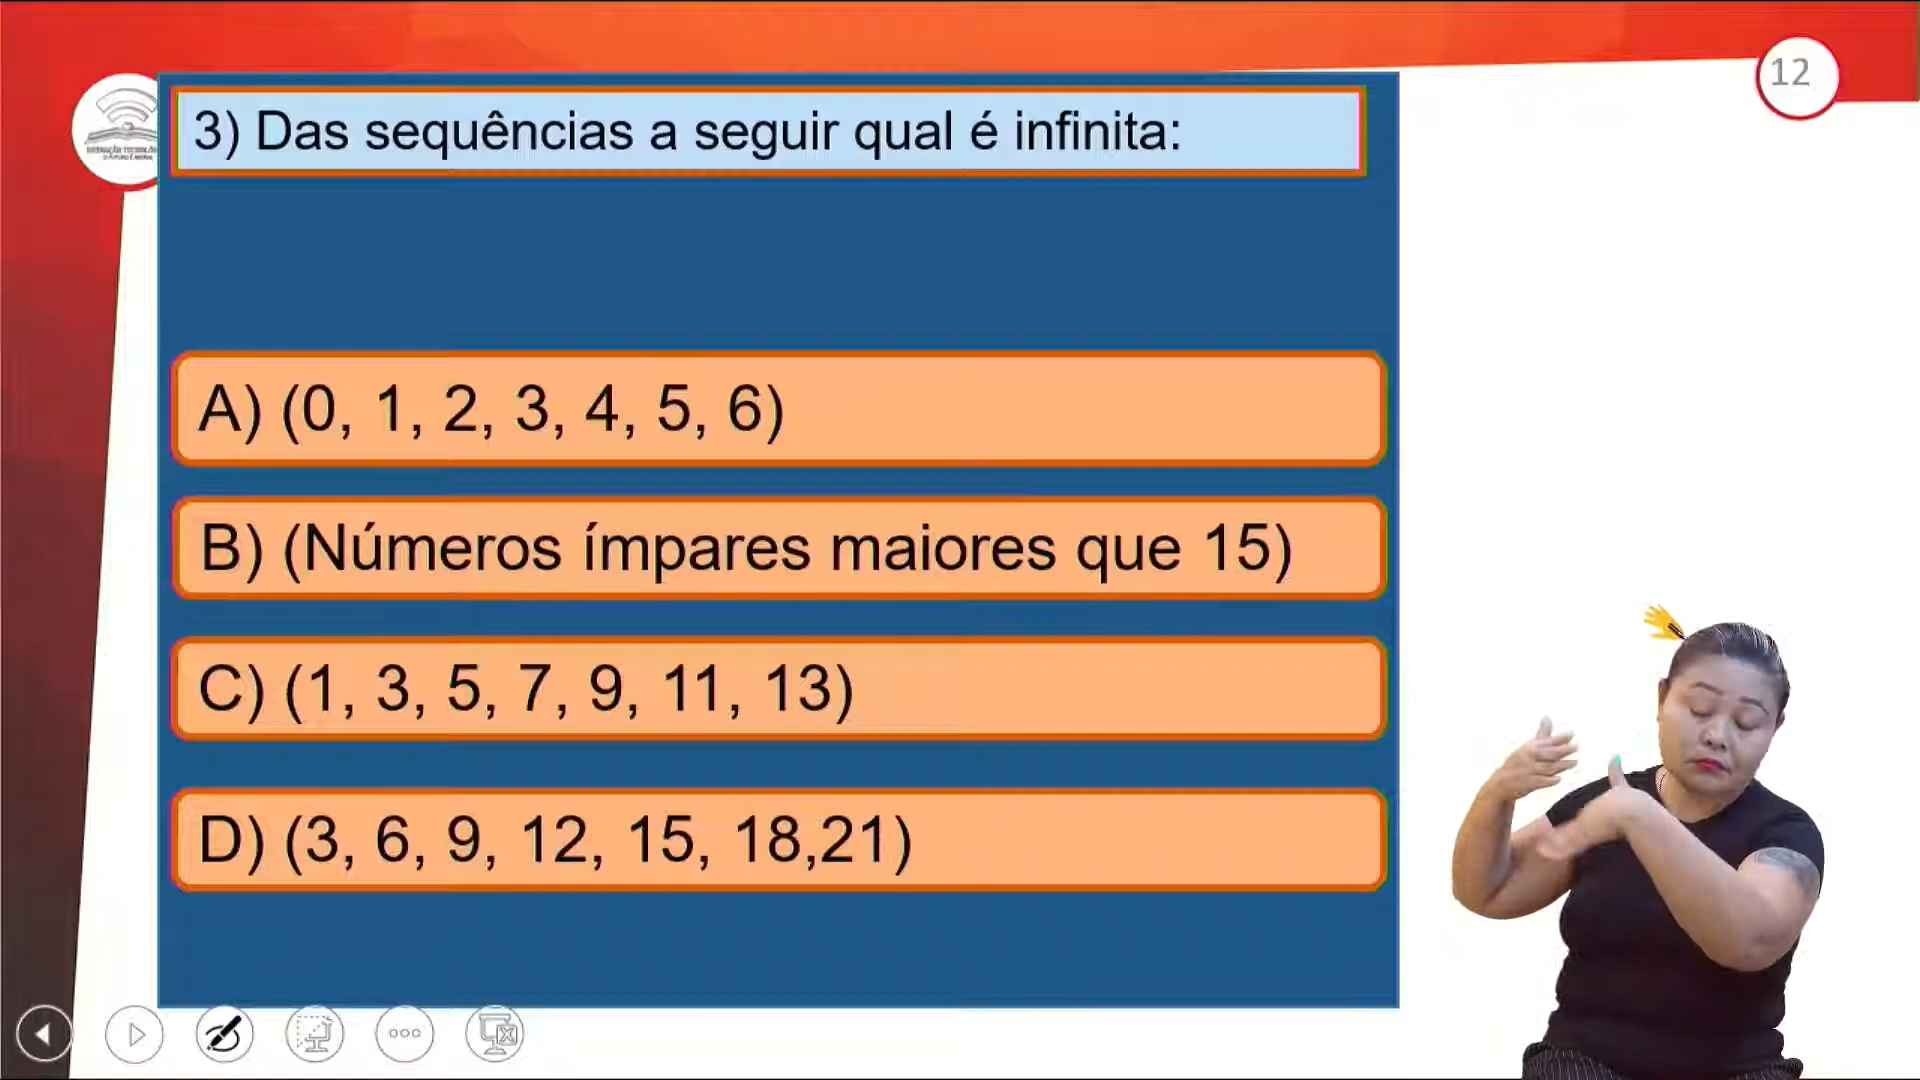 12
3) Das sequências a seguir qual é infinita:
A) (0, 1, 2, 3, 4, 5, 6)
B) (Números ímpares maiores que 15)
C) (1, 3, 5, 7, 9, 11, 13)
D) (3, 6, 9, 12, 15, 18,21)